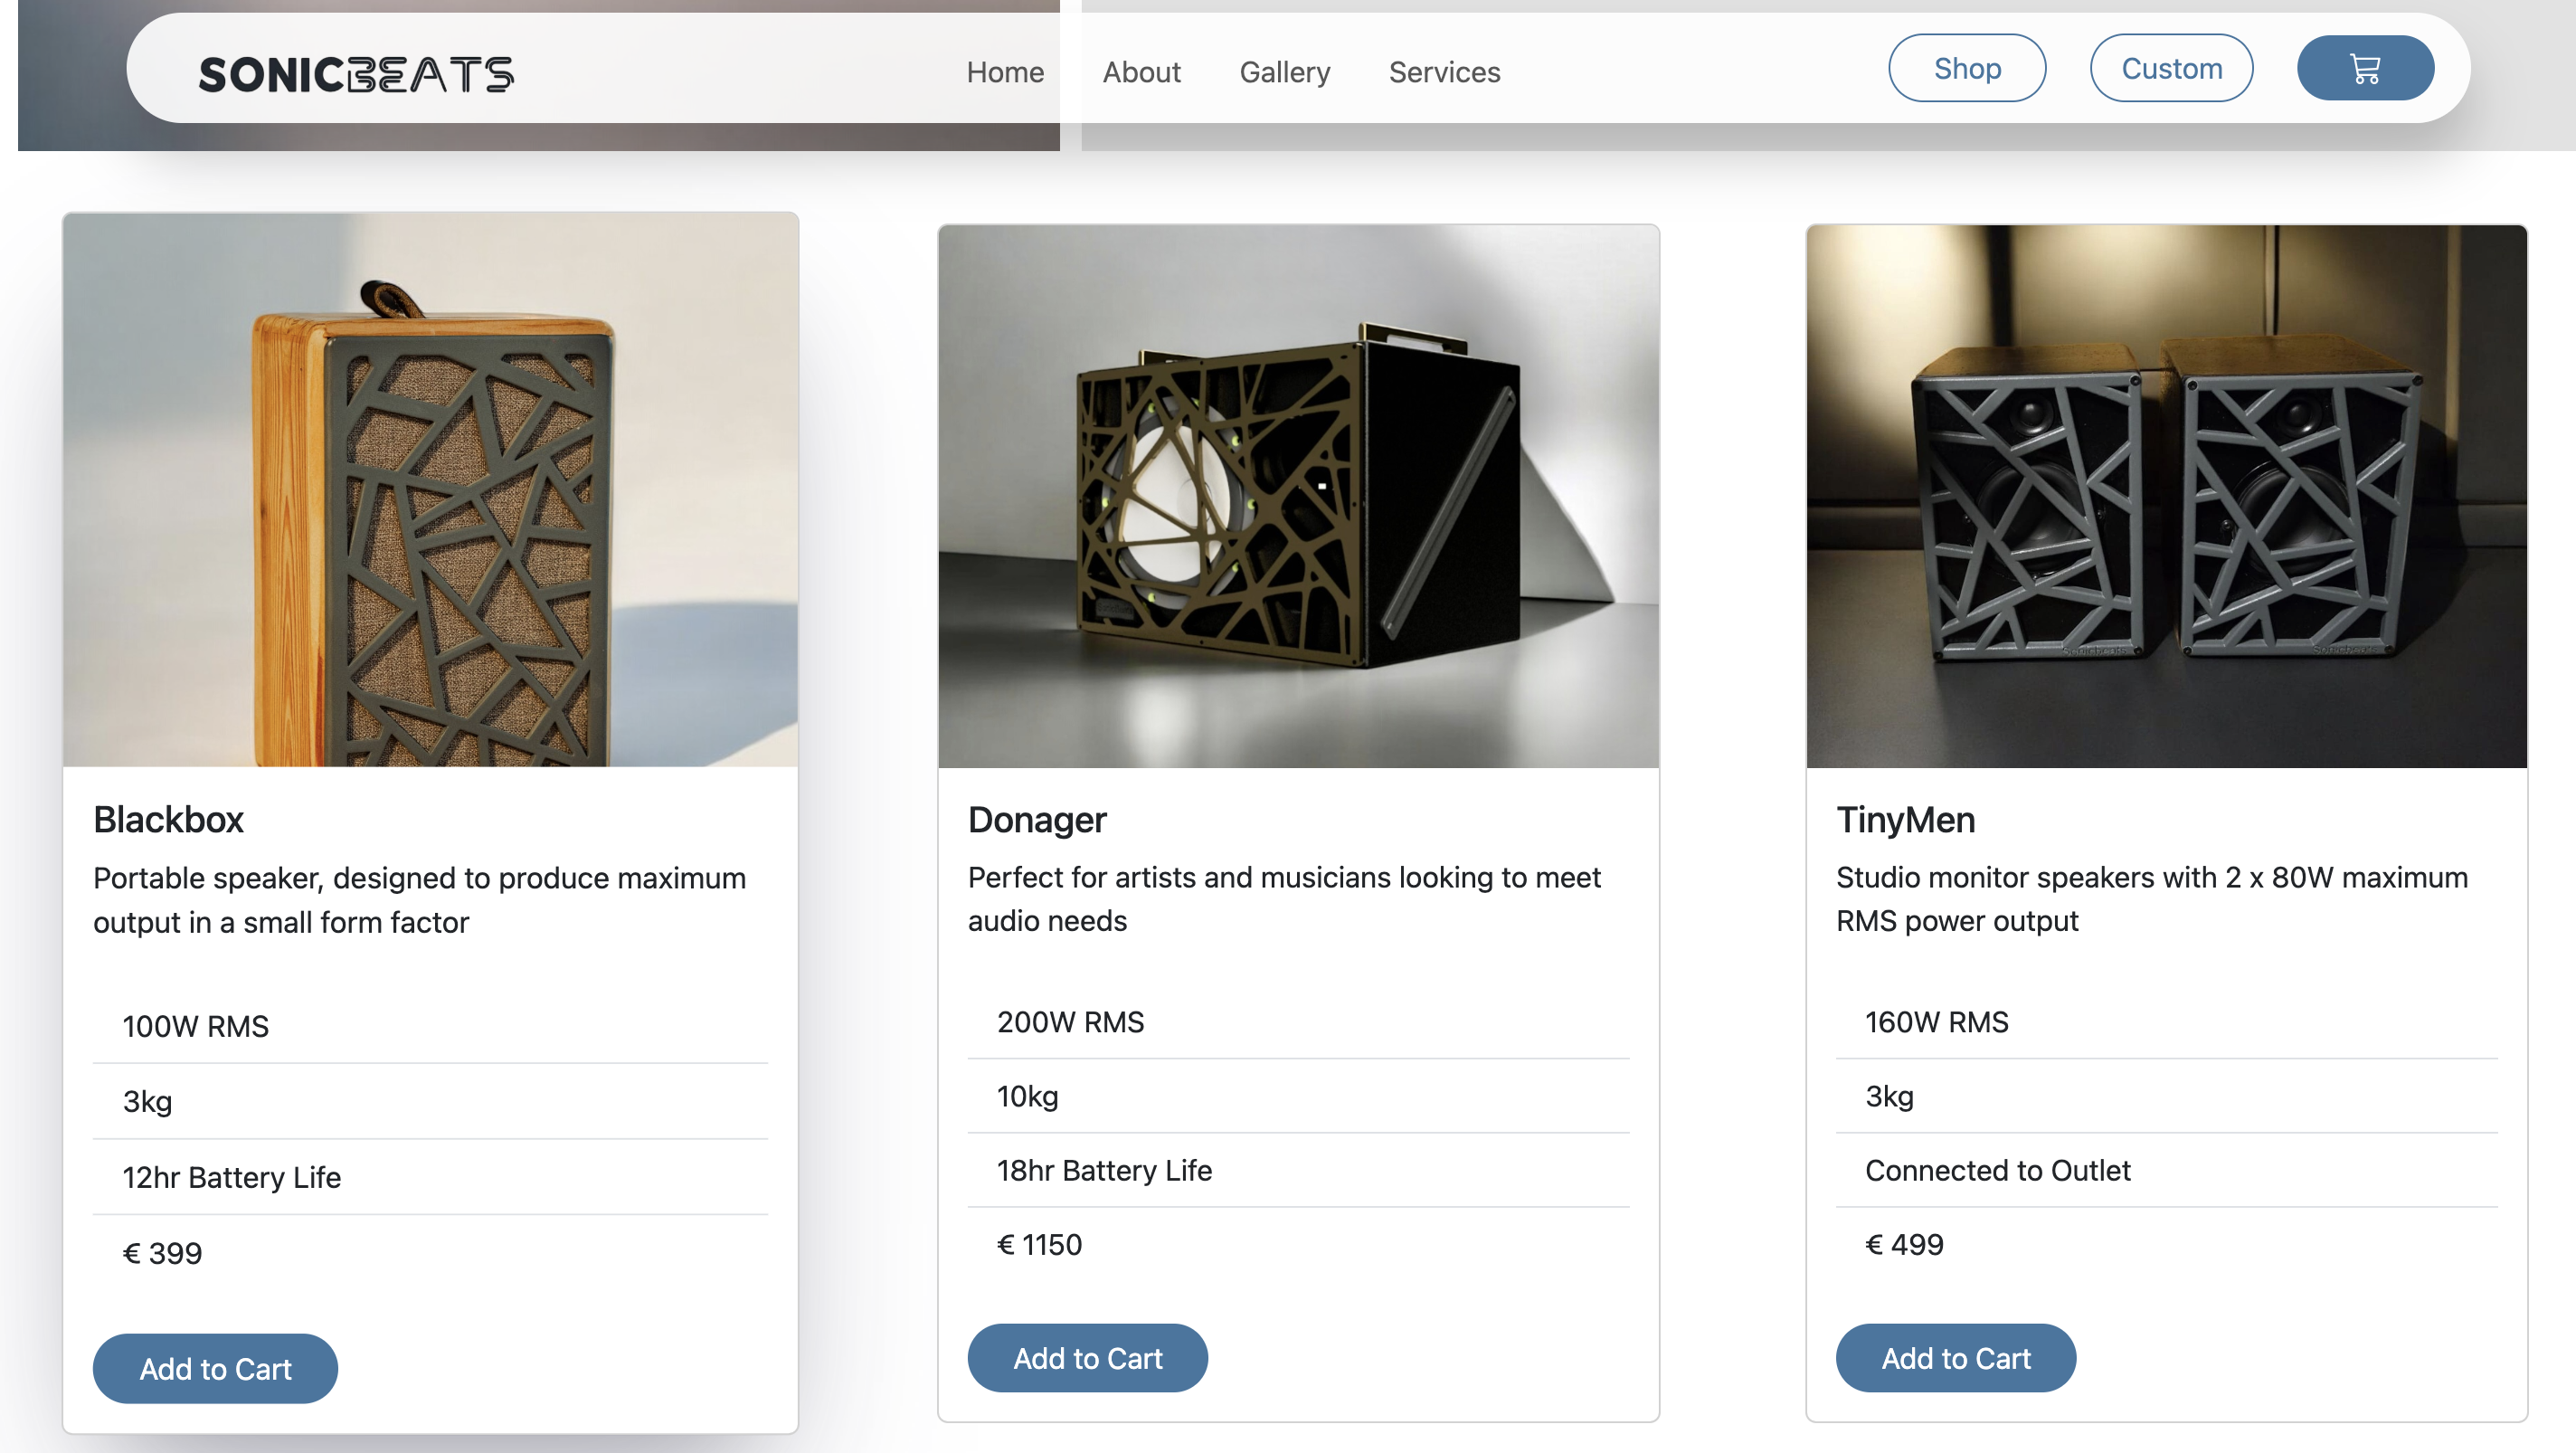 SONICBEATS
Home
About
Gallery
Services
Shop
Custom
Sonicbeats
Sonicbeats
Blackbox
Portable speaker, designed to produce maximum
output in a small form factor
100W RMS
3kg
12hr Battery Life
€ 399
Add to Cart
Donager
Perfect for artists and musicians looking to meet
audio needs
200W RMS
10kg
18hr Battery Life
€ 1150
Add to Cart
TinyMen
Studio monitor speakers with 2 x 80W maximum
RMS power output
160W RMS
3kg
Connected to Outlet
€ 499
Add to Cart